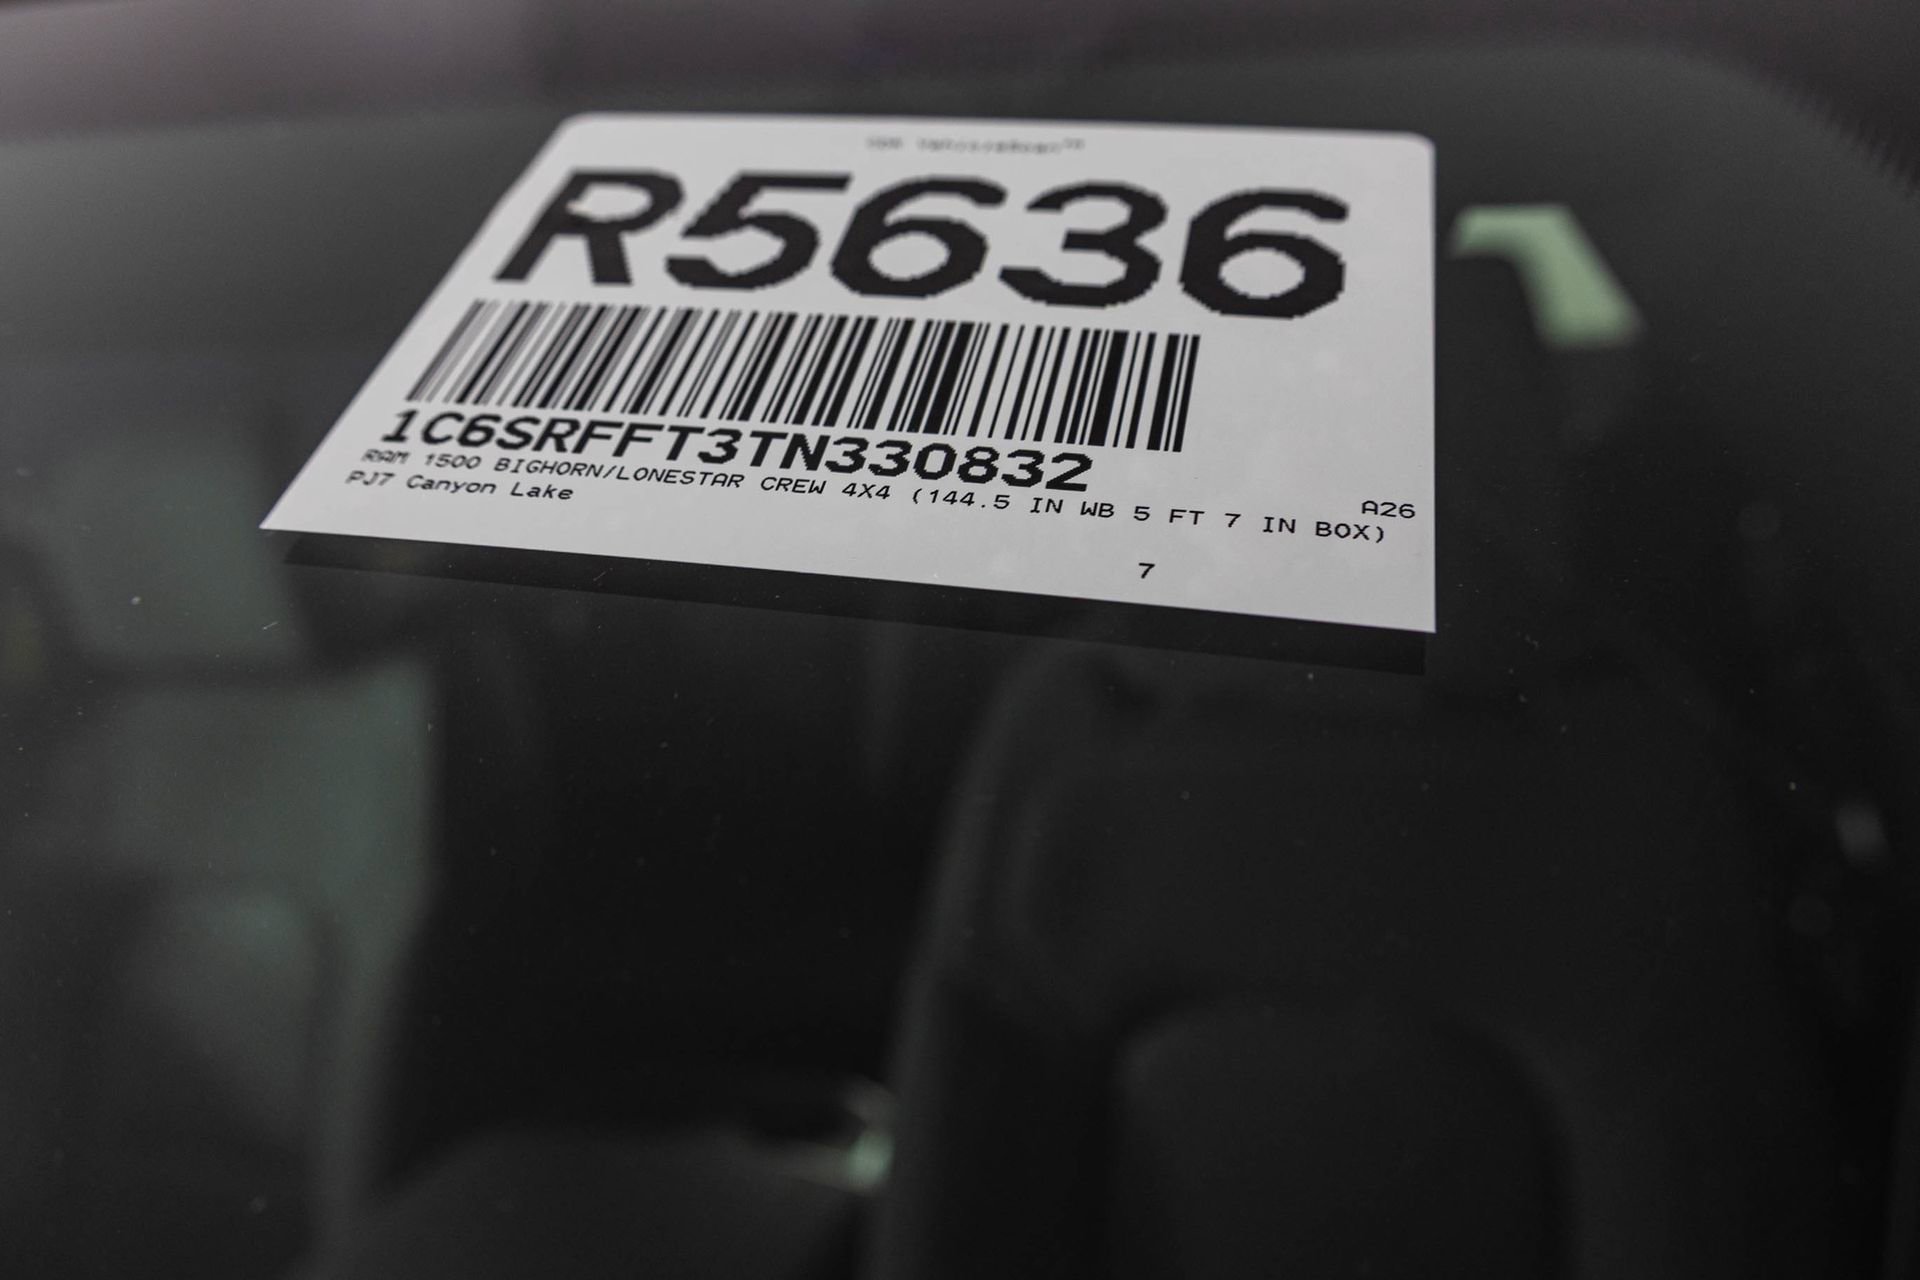 R5636
1C6SRFFT3TN330832
RAM 1500 BIGHORN/LONESTAR CREW 4X4 (144.5 IN WB 5 FT 7 IN BOX)
A26
PJ7 Canyon Lake
7